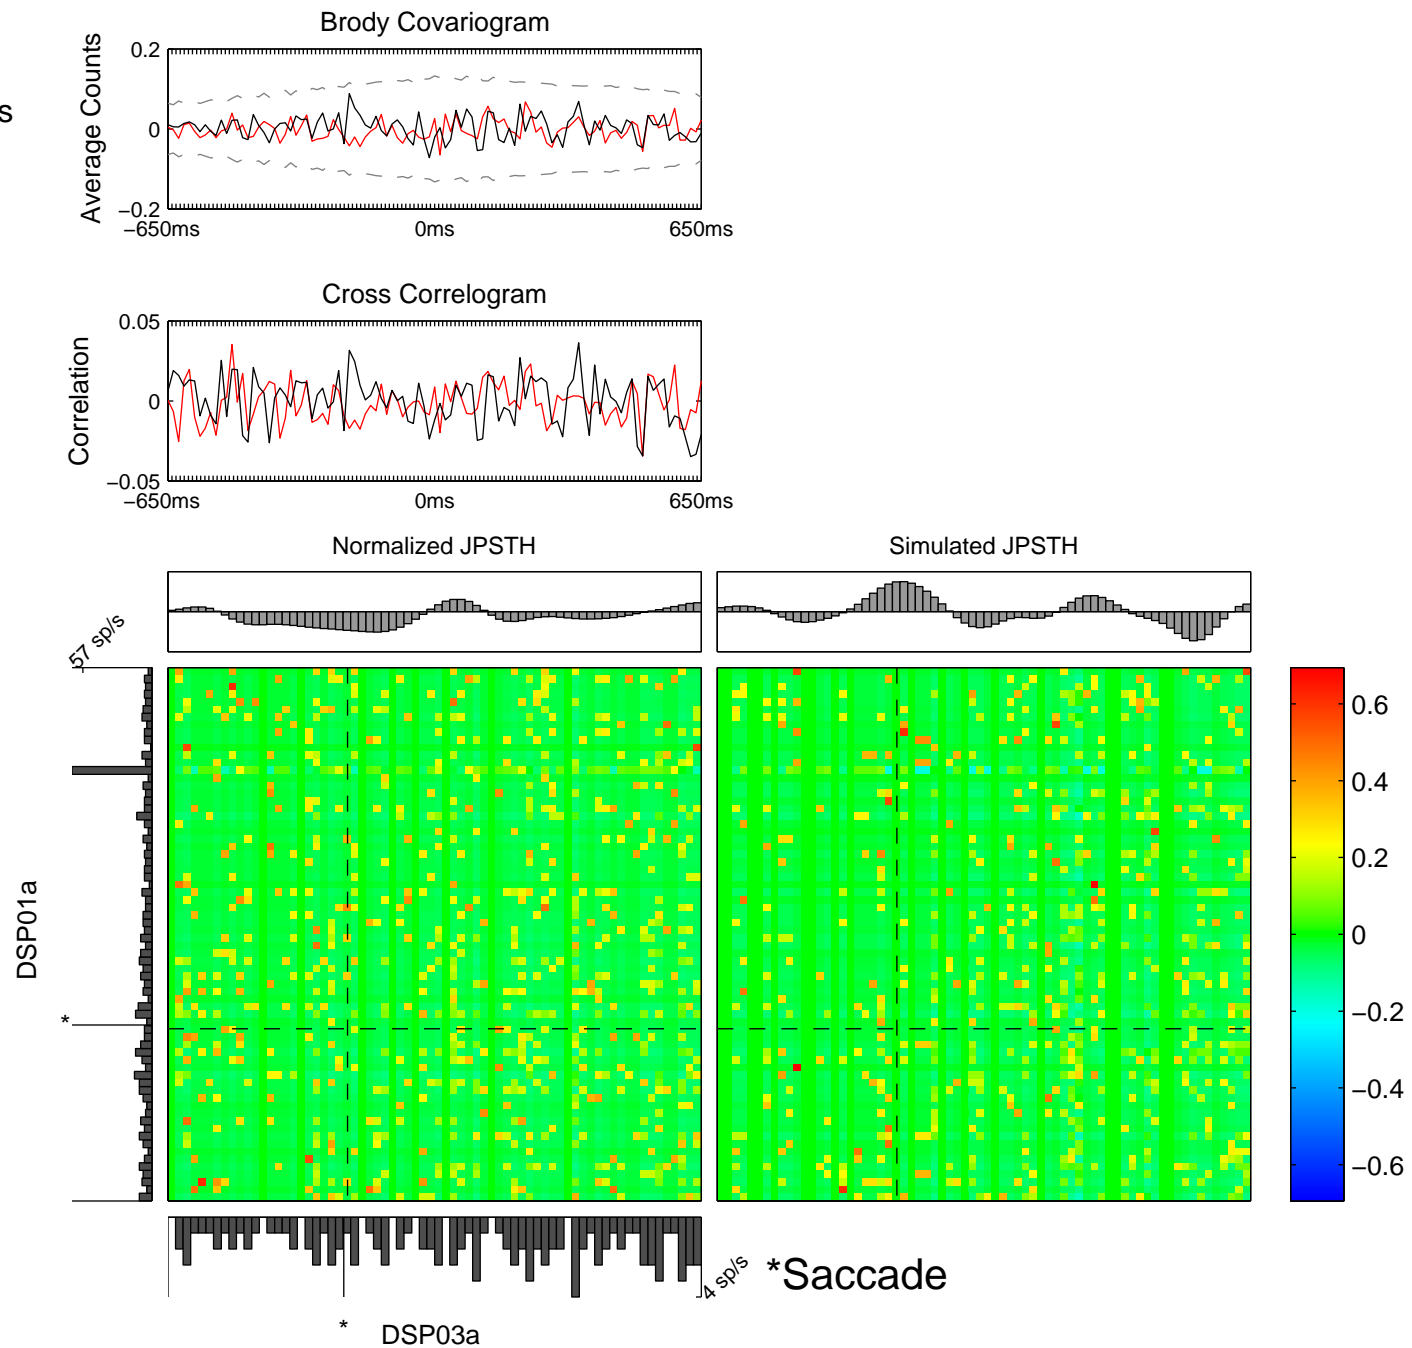 Brody Covariogram
s
Average Counts
0.2
0
−0.2
−650ms
0ms
650ms
Cross Correlogram
Correlation
0.05
0
−0.05
−650ms
0ms
650ms
Normalized JPSTH
Simulated JPSTH
57 sp/s
DSP01a
*
0.6
0.4
0.2
0
−0.2
−0.4
−0.6
4 sp/s
*Saccade
*
DSP03a